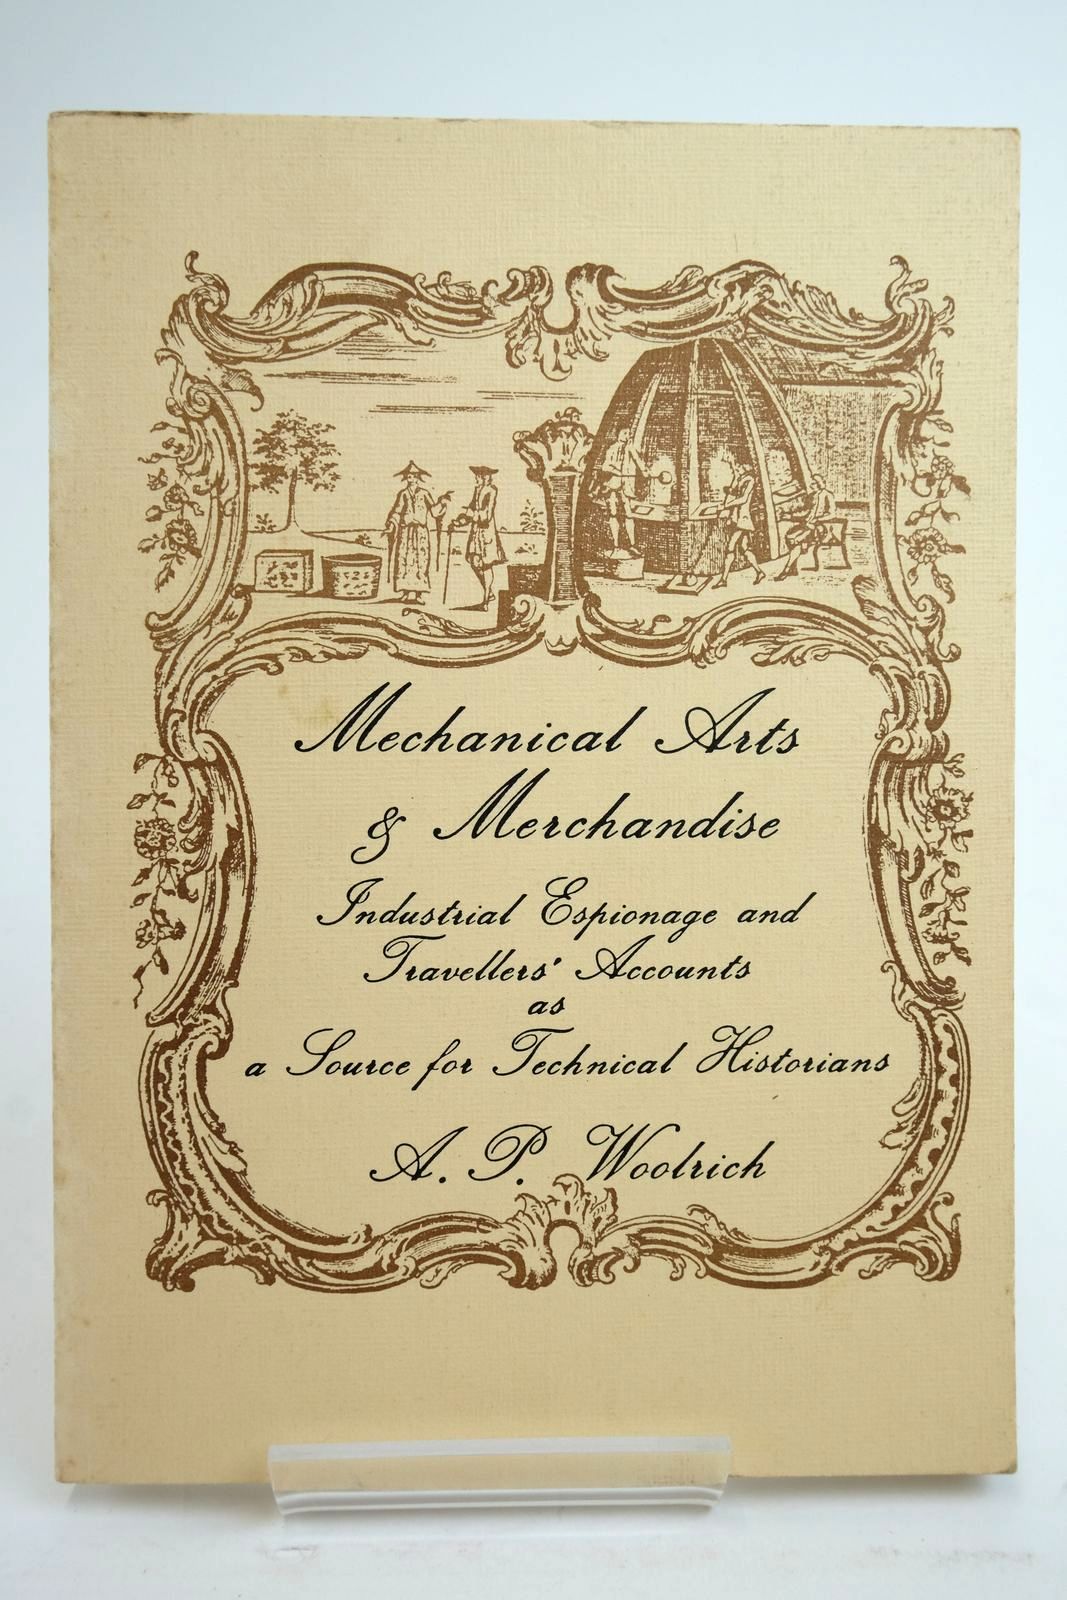 Mechanical Arts
& Merchandise
Industrial Espionage and
Travellers' Accounts
as
a Source for Technical Historians
A. P. Woolrich